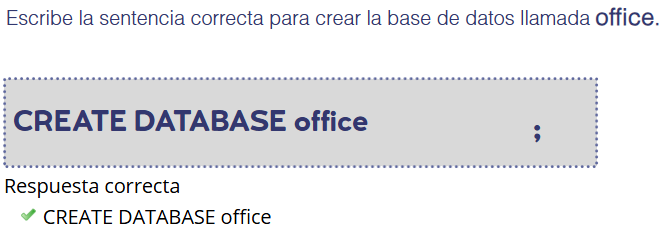 Escribe la sentencia correcta para crear la base de datos llamada office.
CREATE DATABASE office ;
Respuesta correcta
CREATE DATABASE office